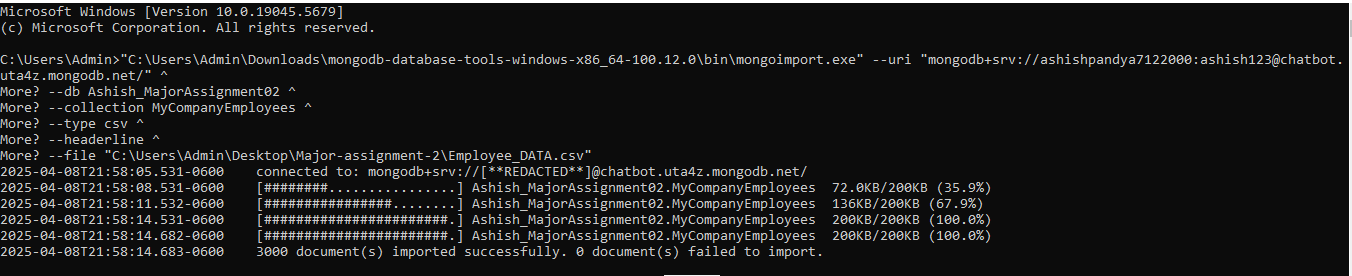 Microsoft Windows [Version 10.0.19045.5679]
(c) Microsoft Corporation. All rights reserved.
C:\Users\Admin>"C:\Users\Admin\Downloads\mongodb-database-tools-windows-x86_64-100.12.0\bin\mongoimport.exe" --uri "mongodb+srv://ashishpandya7122000:ashish123@chatbot.
uta4z.mongodb.net/" ^
More? --db Ashish_MajorAssignment02 ^
More? --collection MyCompanyEmployees ^
More? --type csv ^
More? --headerline ^
More? --file "C:\Users\Admin\Desktop\Major-assignment-2\Employee_DATA.csv"
2025-04-08T21:58:05.531-0600    connected to: mongodb+srv://[**REDACTED**]@chatbot.uta4z.mongodb.net/
2025-04-08T21:58:08.531-0600    [########................] Ashish_MajorAssignment02.MyCompanyEmployees  72.0KB/200KB (35.9%)
2025-04-08T21:58:11.532-0600    [################........] Ashish_MajorAssignment02.MyCompanyEmployees  136KB/200KB (67.9%)
2025-04-08T21:58:14.531-0600    [#######################.] Ashish_MajorAssignment02.MyCompanyEmployees  200KB/200KB (100.0%)
2025-04-08T21:58:14.682-0600    [#######################.] Ashish_MajorAssignment02.MyCompanyEmployees  200KB/200KB (100.0%)
2025-04-08T21:58:14.683-0600    3000 document(s) imported successfully. 0 document(s) failed to import.